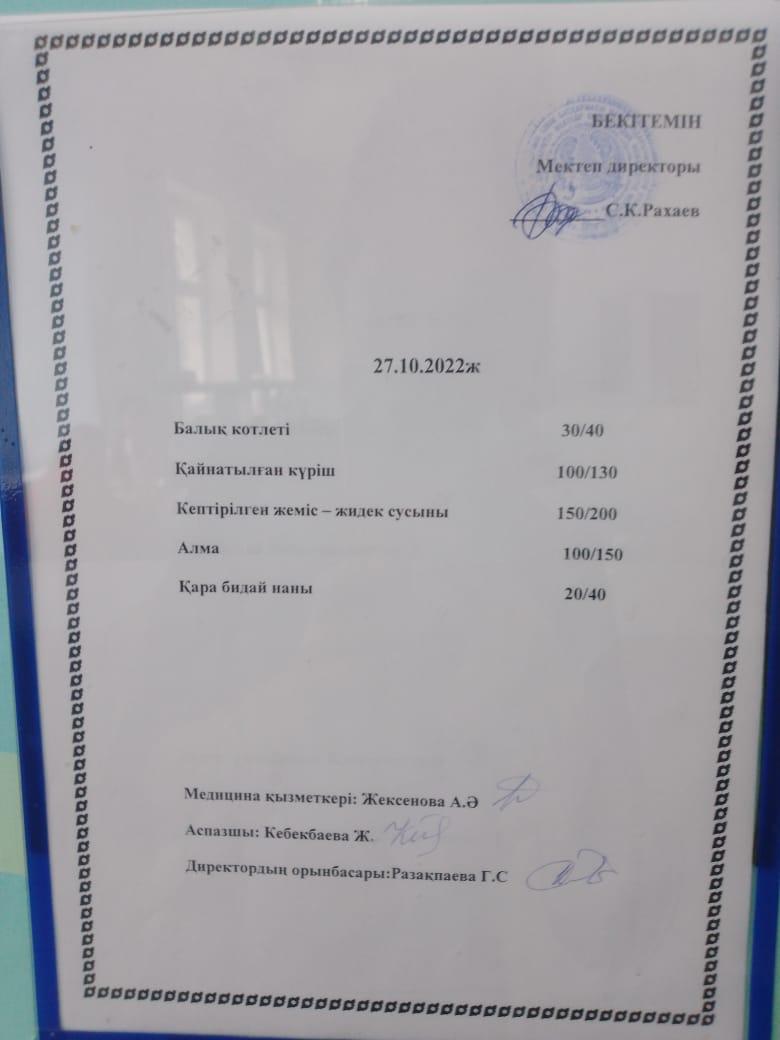 БЕКІТЕМІН
Мектеп директоры
С.К.Рахаев
27.10.2022ж
Балық котлеті 30/40
Қайнатылған күріш 100/130
Кептірілген жеміс – жидек сусыны 150/200
Алма 100/150
Қара бидай наны 20/40
Медицина қызметкері: Жексенова А.Ә
Аспазшы: Кебекбаева Ж.
Директордың орынбасары:Разақпаева Г.С